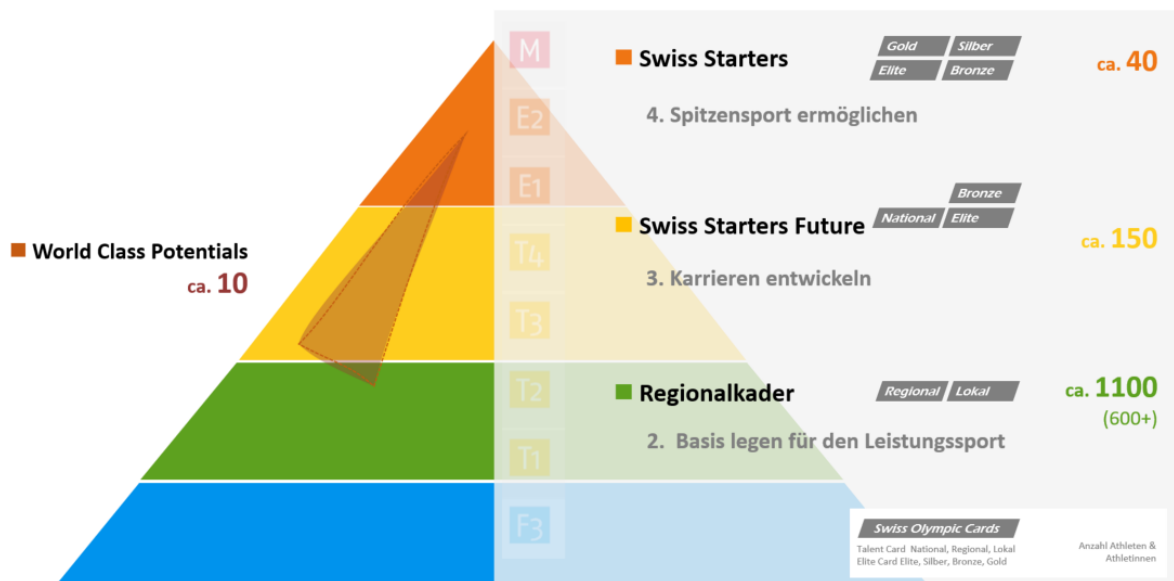 M
Swiss Starters
Gold Silber
Elite Bronze
ca. 40
E2
4. Spitzensport ermöglichen
E1
Bronze
Swiss Starters Future
National Elite
ca. 150
World Class Potentials
ca. 10
T4
3. Karrieren entwickeln
T3
T2
Regionalkader
Regional Lokal
ca. 1100
(600+)
2. Basis legen für den Leistungssport
T1
F3
Swiss Olympic Cards
Talent Card National, Regional, Lokal
Elite Card Elite, Silber, Bronze, Gold
Anzahl Athleten &
Athletinnen